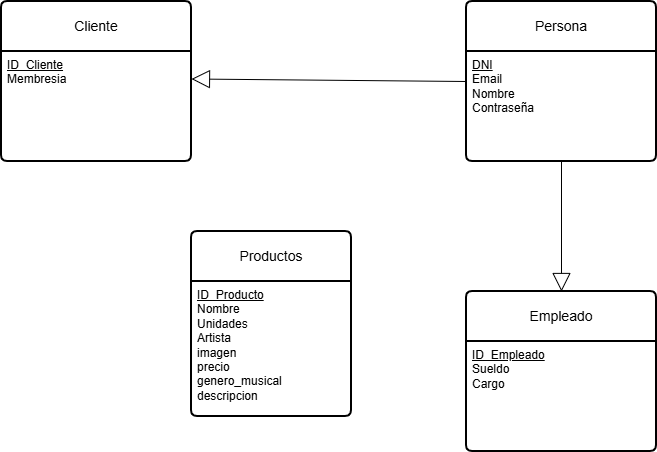 Cliente
ID_Cliente
Membresia
Persona
DNI
Email
Nombre
Contraseña
Productos
ID_Producto
Nombre
Unidades
Artista
imagen
precio
genero_musical
descripcion
Empleado
ID_Empleado
Sueldo
Cargo